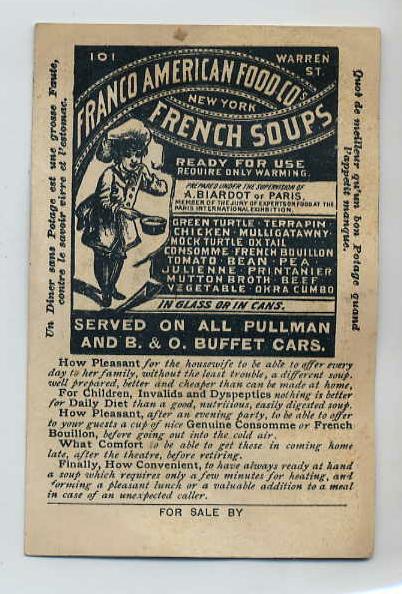 101 WARREN ST.
FRANCO AMERICAN FOOD CO'S
NEW YORK
FRENCH SOUPS
READY FOR USE
REQUIRE ONLY WARMING.
PREPARED UNDER THE SUPERVISION OF
A. BIARDOT OF PARIS,
MEMBER OF THE JURY OF EXPERTS ON FOOD AT THE
PARIS INTERNATIONAL EXHIBITION.
GREEN TURTLE · TERRAPIN
CHICKEN · MULLIGATAWNY
MOCK TURTLE OX TAIL
CONSOMME · FRENCH BOUILLON
TOMATO · BEAN · PEA
JULIENNE · PRINTANIER
MUTTON BROTH · BEEF
VEGETABLE · OKRA GUMBO
IN GLASS OR IN CANS.
SERVED ON ALL PULLMAN
AND B. & O. BUFFET CARS.
Un Diner sans Potage est une grosse Faute,
contre le savoir vivre et l'estomac.
Quoi de meilleur qu'un bon Potage quand
l'appetit manque.
How Pleasant for the housewife to be able to offer every
day to her family, without the least trouble, a different soup,
well prepared, better and cheaper than can be made at home.
For Children, Invalids and Dyspeptics nothing is better
for Daily Diet than a good, nutritious, easily digested soup.
How Pleasant, after an evening party, to be able to offer
to your guests a cup of nice Genuine Consomme or French
Bouillon, before going out into the cold air.
What Comfort to be able to get these in coming home
late, after the theatre, before retiring.
Finally, How Convenient, to have always ready at hand
a soup which requires only a few minutes for heating, and
forming a pleasant lunch or a valuable addition to a meal
in case of an unexpected caller.
FOR SALE BY